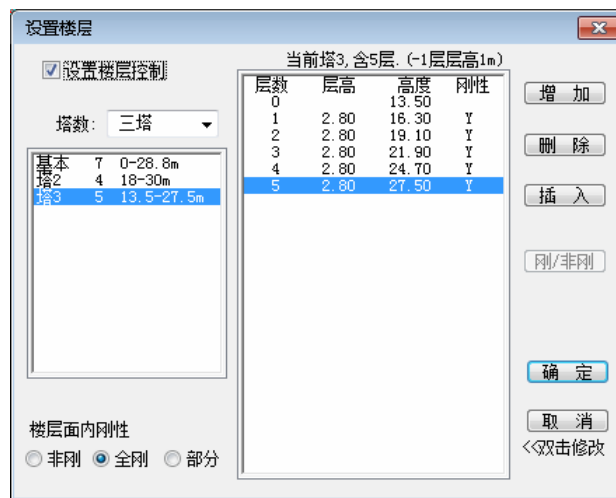 设置楼层
设置楼层控制
塔数: 三塔
基本 7 0-28.8m
塔2 4 18-30m
塔3 5 13.5-27.5m
楼层面内刚性
非刚 全刚 部分
当前塔3,含5层. (-1层层高1m)
层数 层高 高度 刚性
0 13.50
1 2.80 16.30 Y
2 2.80 19.10 Y
3 2.80 21.90 Y
4 2.80 24.70 Y
5 2.80 27.50 Y
增 加
删 除
插 入
刚/非刚
确 定
取 消
<<双击修改